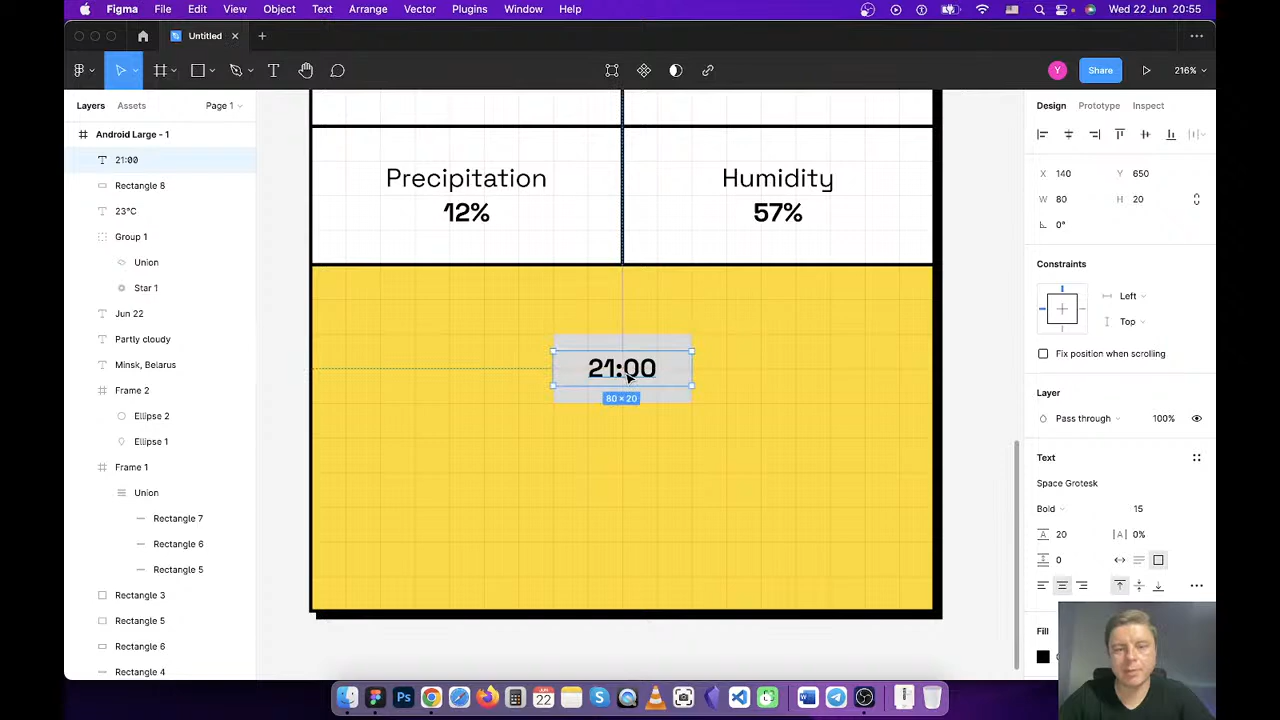 Figma File Edit View Object Text Arrange Vector Plugins Window Help Wed 22 Jun 20:55
Untitled
Share 216%
Layers Assets Page 1
Android Large - 1
21:00
Rectangle 8
23°C
Group 1
Union
Star 1
Jun 22
Partly cloudy
Minsk, Belarus
Frame 2
Ellipse 2
Ellipse 1
Frame 1
Union
Rectangle 7
Rectangle 6
Rectangle 5
Rectangle 3
Rectangle 5
Rectangle 6
Rectangle 4
Precipitation
12%
Humidity
57%
21:00
80 × 20
Design Prototype Inspect
X 140 Y 650
W 80 H 20
0°
Constraints
Left
Top
Fix position when scrolling
Layer
Pass through 100%
Text
Space Grotesk
Bold 15
20 0%
0
Fill